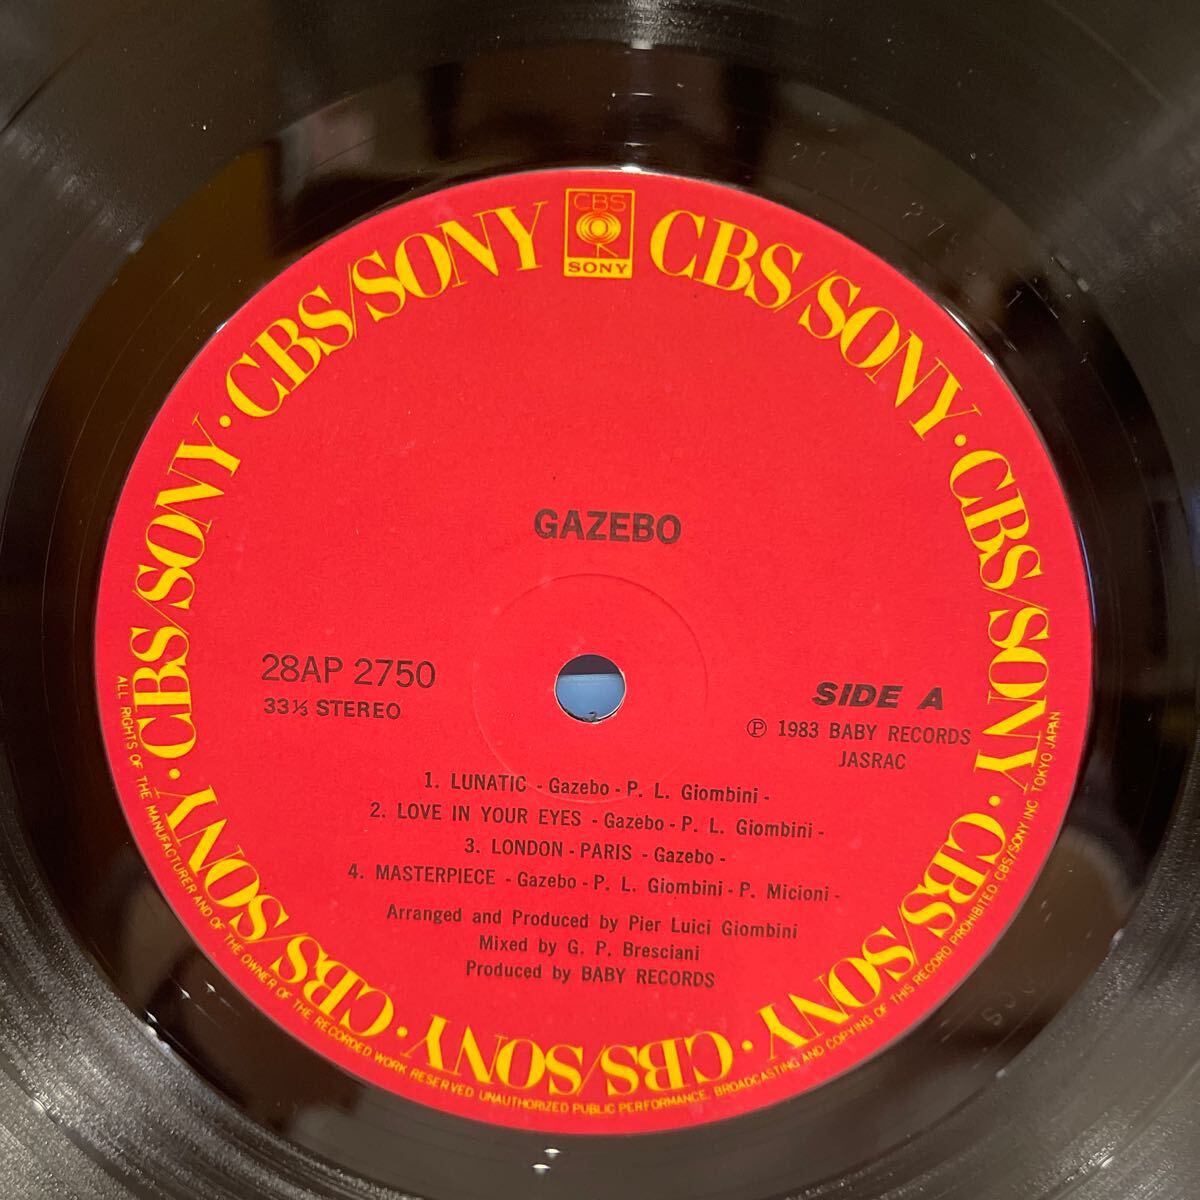 CBS
SONY
CBS/SONY · CBS/SONY · CBS/SONY · CBS/SONY · CBS/SONY · CBS/SONY · CBS/SONY · CBS/SONY
GAZEBO
28AP 2750
33⅓ STEREO
SIDE A
Ⓟ 1983 BABY RECORDS
JASRAC
1. LUNATIC - Gazebo - P. L. Giombini -
2. LOVE IN YOUR EYES - Gazebo - P. L. Giombini -
3. LONDON - PARIS - Gazebo -
4. MASTERPIECE - Gazebo - P. L. Giombini - P. Micioni -
Arranged and Produced by Pier Luici Giombini
Mixed by G. P. Bresciani
Produced by BABY RECORDS
ALL RIGHTS OF THE MANUFACTURER AND OF THE OWNER OF THE RECORDED WORK RESERVED UNAUTHORIZED PUBLIC PERFORMANCE, BROADCASTING AND COPYING OF THIS RECORD PROHIBITED CBS/SONY INC. TOKYO JAPAN